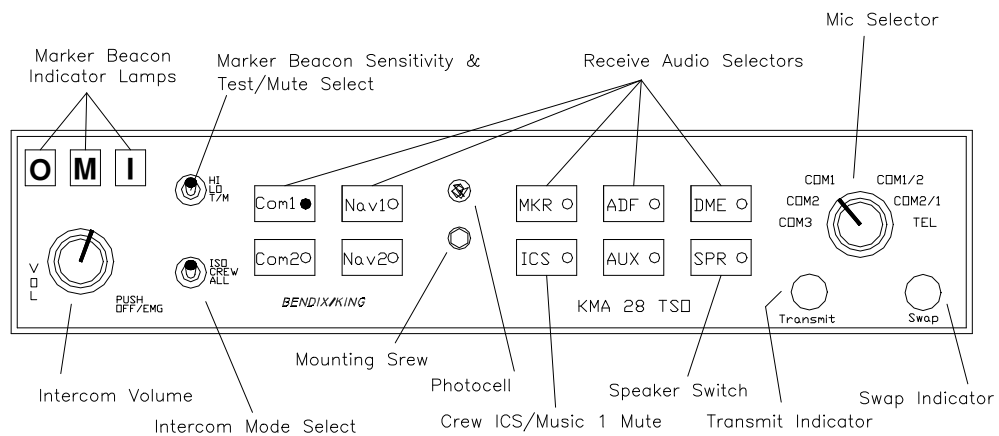 Mic Selector
Marker Beacon
Indicator Lamps
Marker Beacon Sensitivity &
Test/Mute Select
Receive Audio Selectors
O M I
HI
LO
T/M
Com1
Nav1
MKR
ADF
DME
COM1
COM1/2
COM2
COM2/1
COM3
TEL
VOL
PUSH
OFF/EMG
ISO
CREW
ALL
Com2
Nav2
ICS
AUX
SPR
BENDIX/KING
KMA 28 TSO
Transmit
Swap
Mounting Srew
Photocell
Speaker Switch
Intercom Volume
Swap Indicator
Intercom Mode Select
Crew ICS/Music 1 Mute
Transmit Indicator